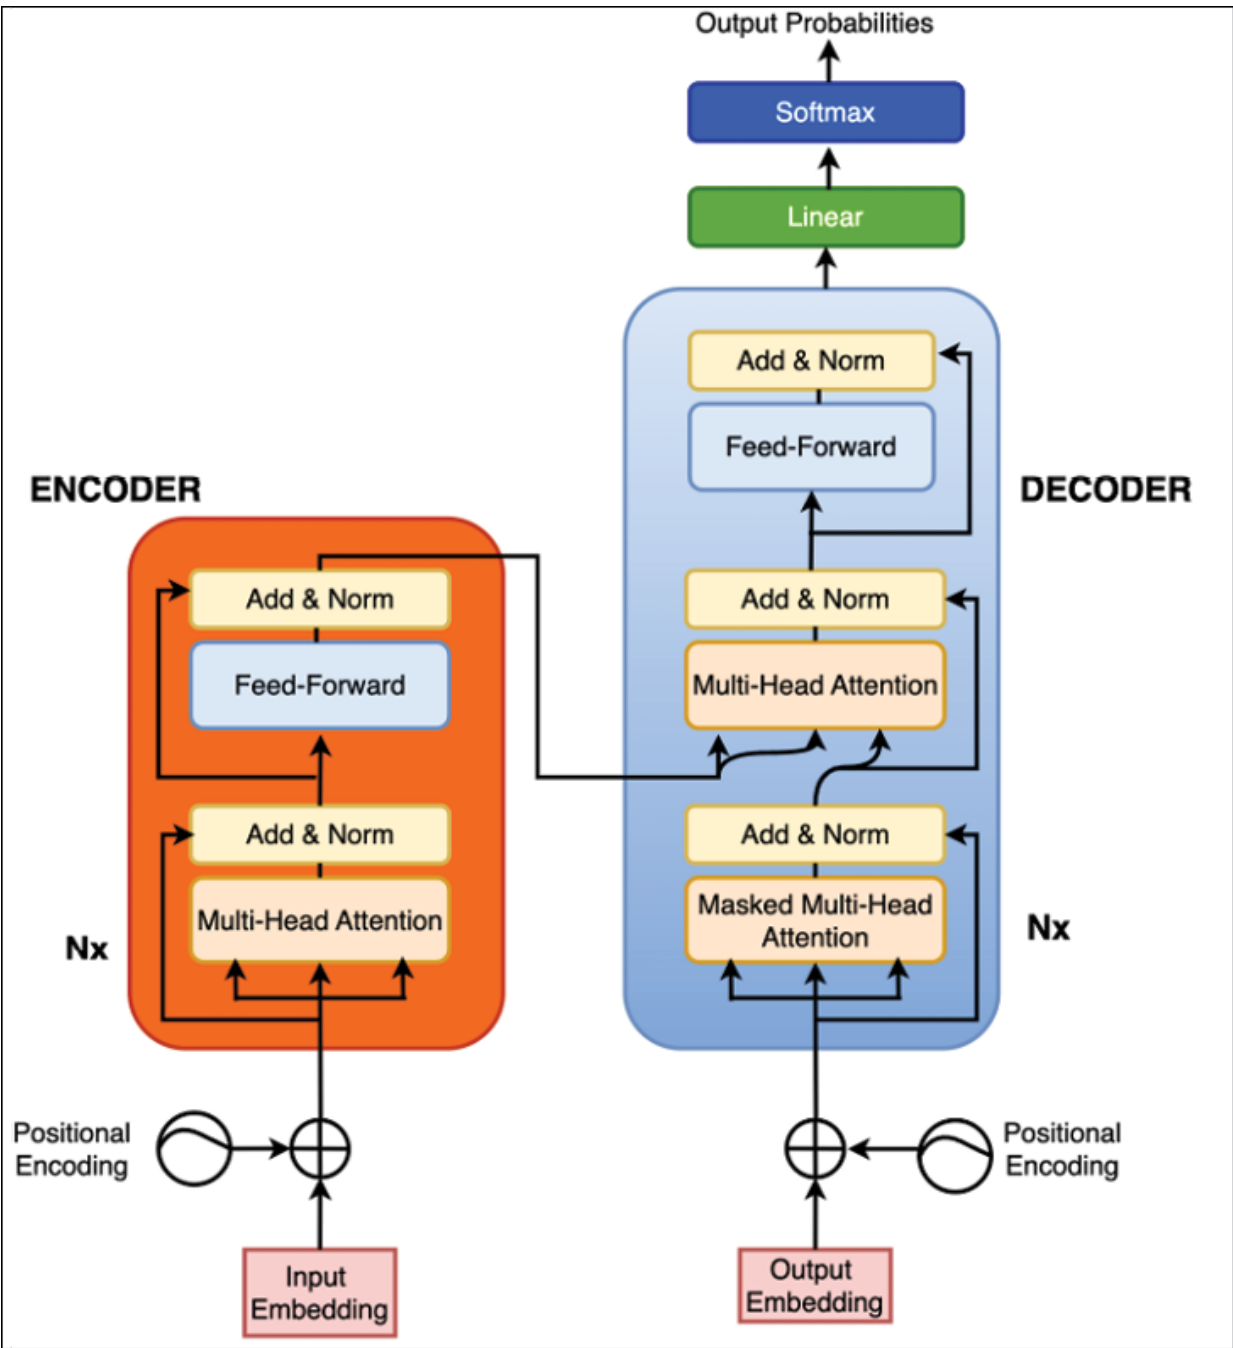 Output Probabilities
Softmax
Linear
Add & Norm
Feed-Forward
ENCODER
DECODER
Add & Norm
Add & Norm
Feed-Forward
Multi-Head Attention
Add & Norm
Add & Norm
Multi-Head Attention
Masked Multi-Head
Attention
Nx
Nx
Positional
Encoding
Positional
Encoding
Input
Embedding
Output
Embedding